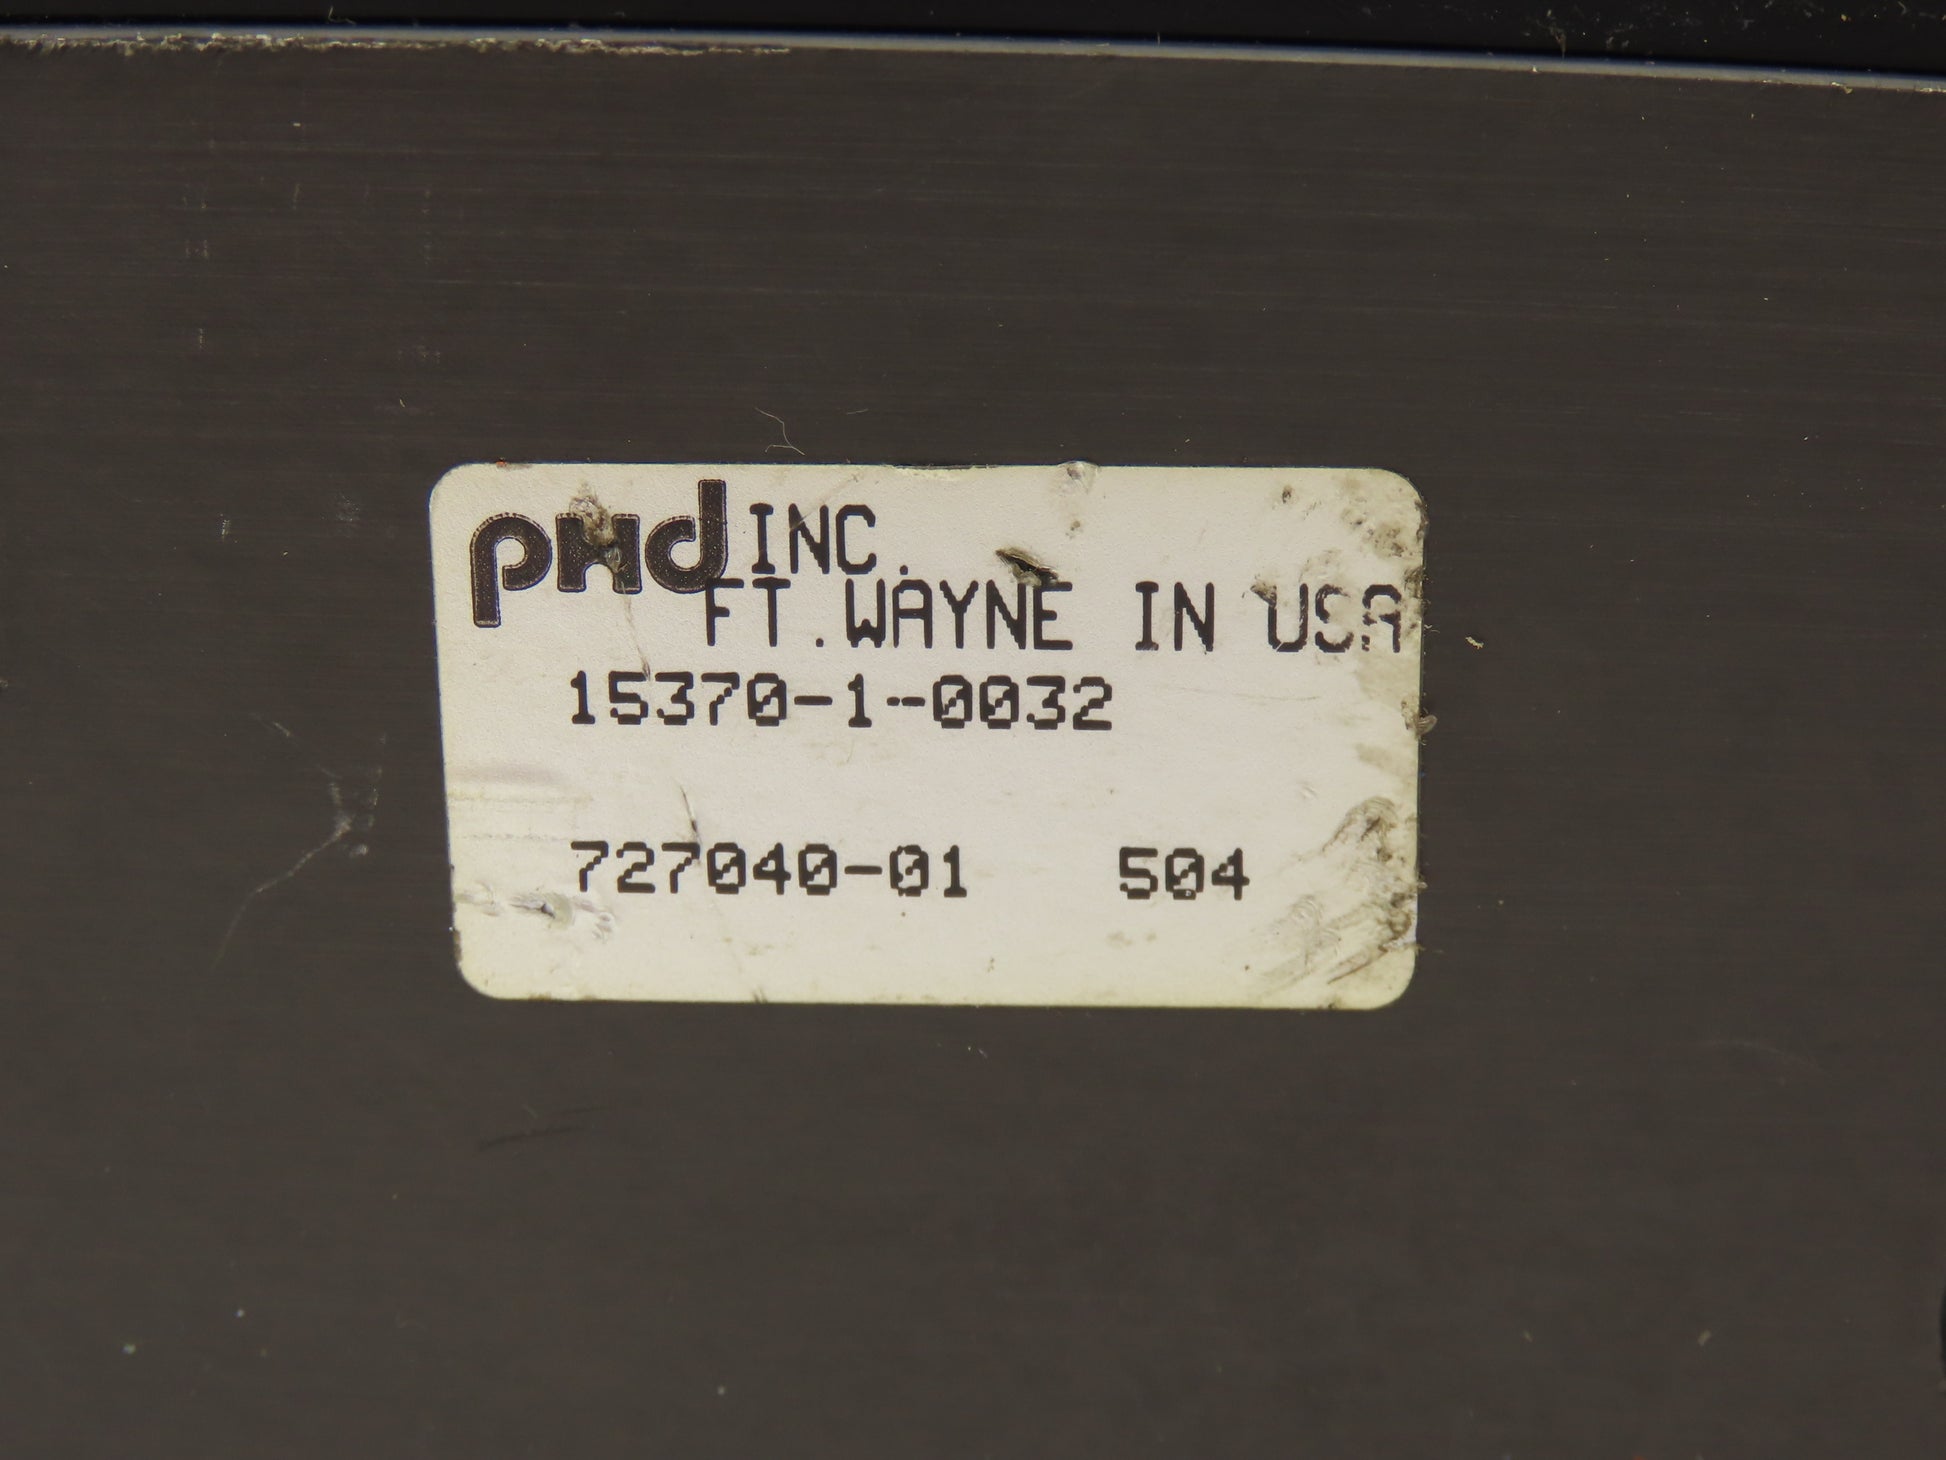 pHd INC.
FT.WAYNE IN USA
15370-1-0032
727040-01 504